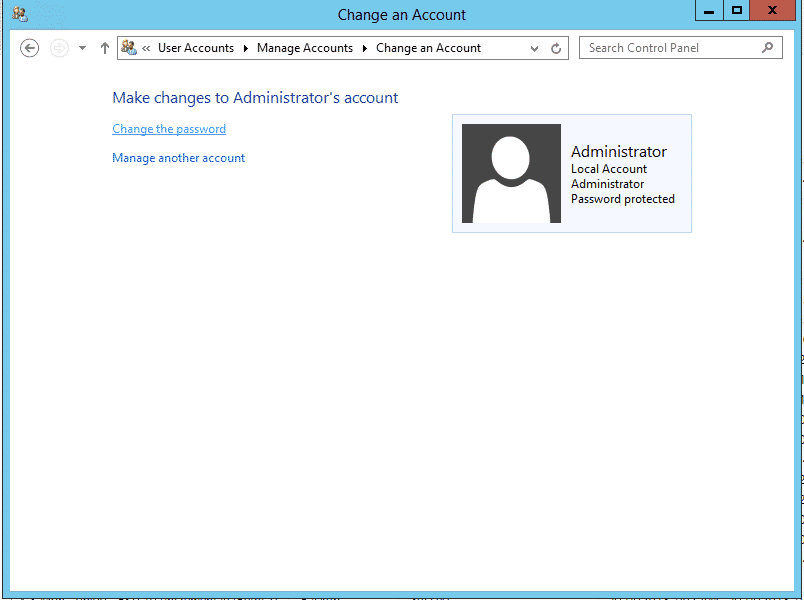 Change an Account
« User Accounts Manage Accounts Change an Account
Search Control Panel
Make changes to Administrator's account
Change the password
Manage another account
Administrator
Local Account
Administrator
Password protected